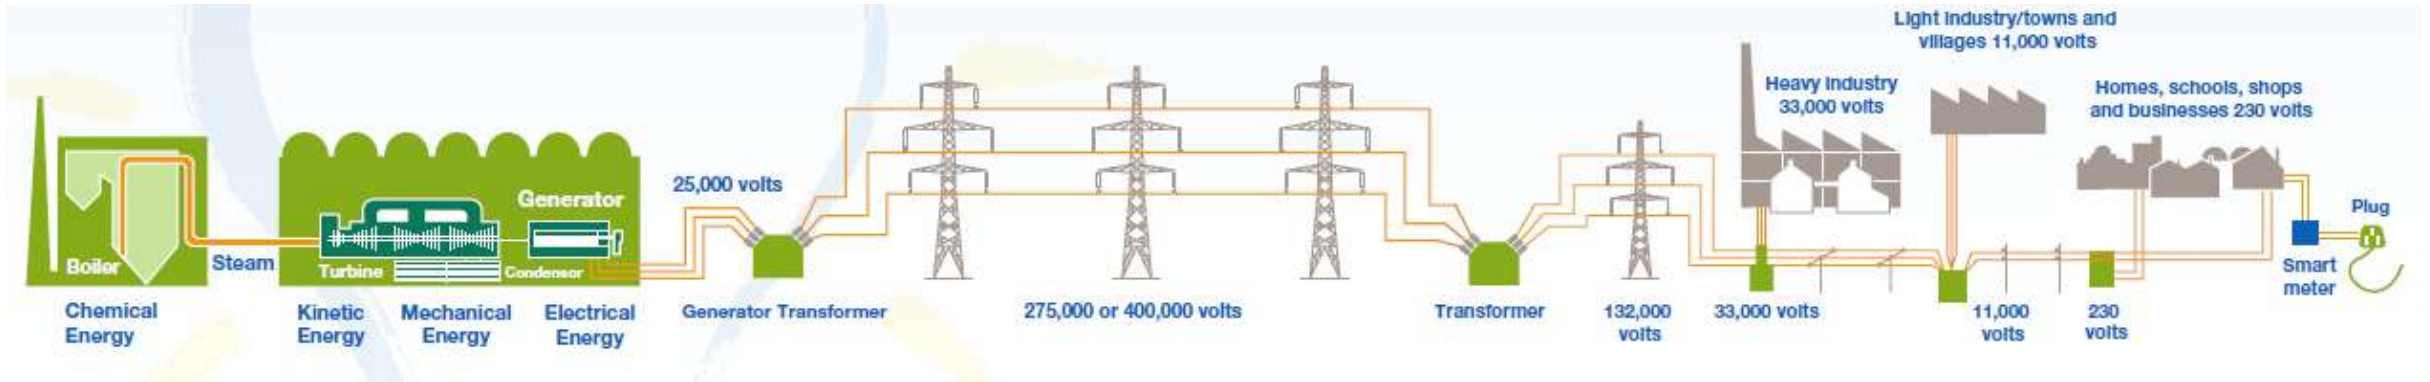 Light Industry/towns and
villages 11,000 volts
Heavy Industry
33,000 volts
Homes, schools, shops
and businesses 230 volts
25,000 volts
Generator
Boiler
Steam
Turbine
Condensor
Plug
Smart
meter
Chemical
Energy
Kinetic
Energy
Mechanical
Energy
Electrical
Energy
Generator Transformer
275,000 or 400,000 volts
Transformer
132,000
volts
33,000 volts
11,000
volts
230
volts